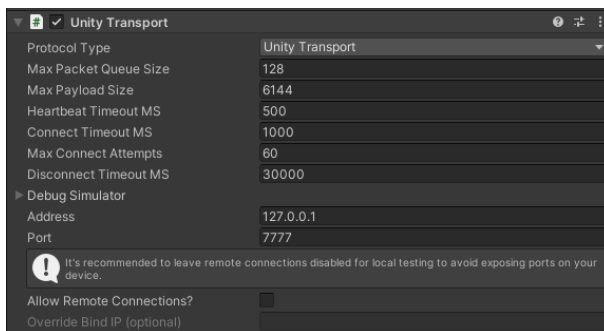 Unity Transport
Protocol Type Unity Transport
Max Packet Queue Size 128
Max Payload Size 6144
Heartbeat Timeout MS 500
Connect Timeout MS 1000
Max Connect Attempts 60
Disconnect Timeout MS 30000
Debug Simulator
Address 127.0.0.1
Port 7777
It's recommended to leave remote connections disabled for local testing to avoid exposing ports on your
device.
Allow Remote Connections?
Override Bind IP (optional)